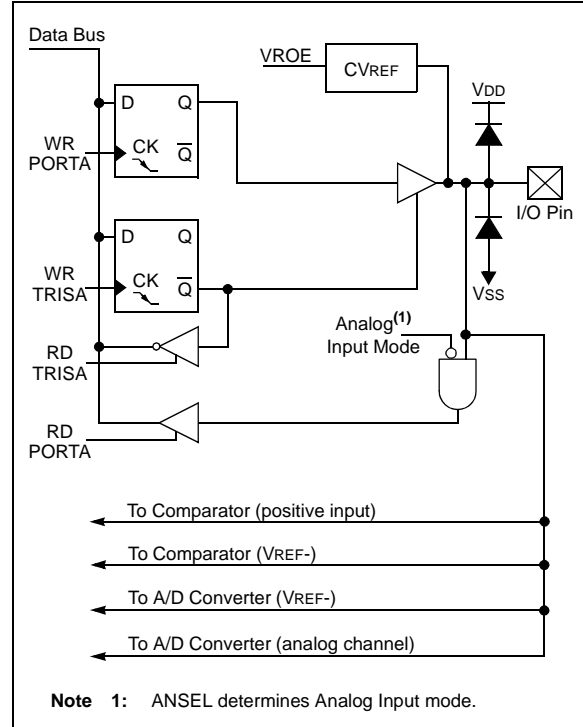 Data Bus
VROE
CVREF
VDD
D Q
WR
PORTA
CK
Q
I/O Pin
D Q
WR
TRISA
CK
Q
VSS
Analog(1)
Input Mode
RD
TRISA
RD
PORTA
To Comparator (positive input)
To Comparator (VREF-)
To A/D Converter (VREF-)
To A/D Converter (analog channel)
Note 1: ANSEL determines Analog Input mode.